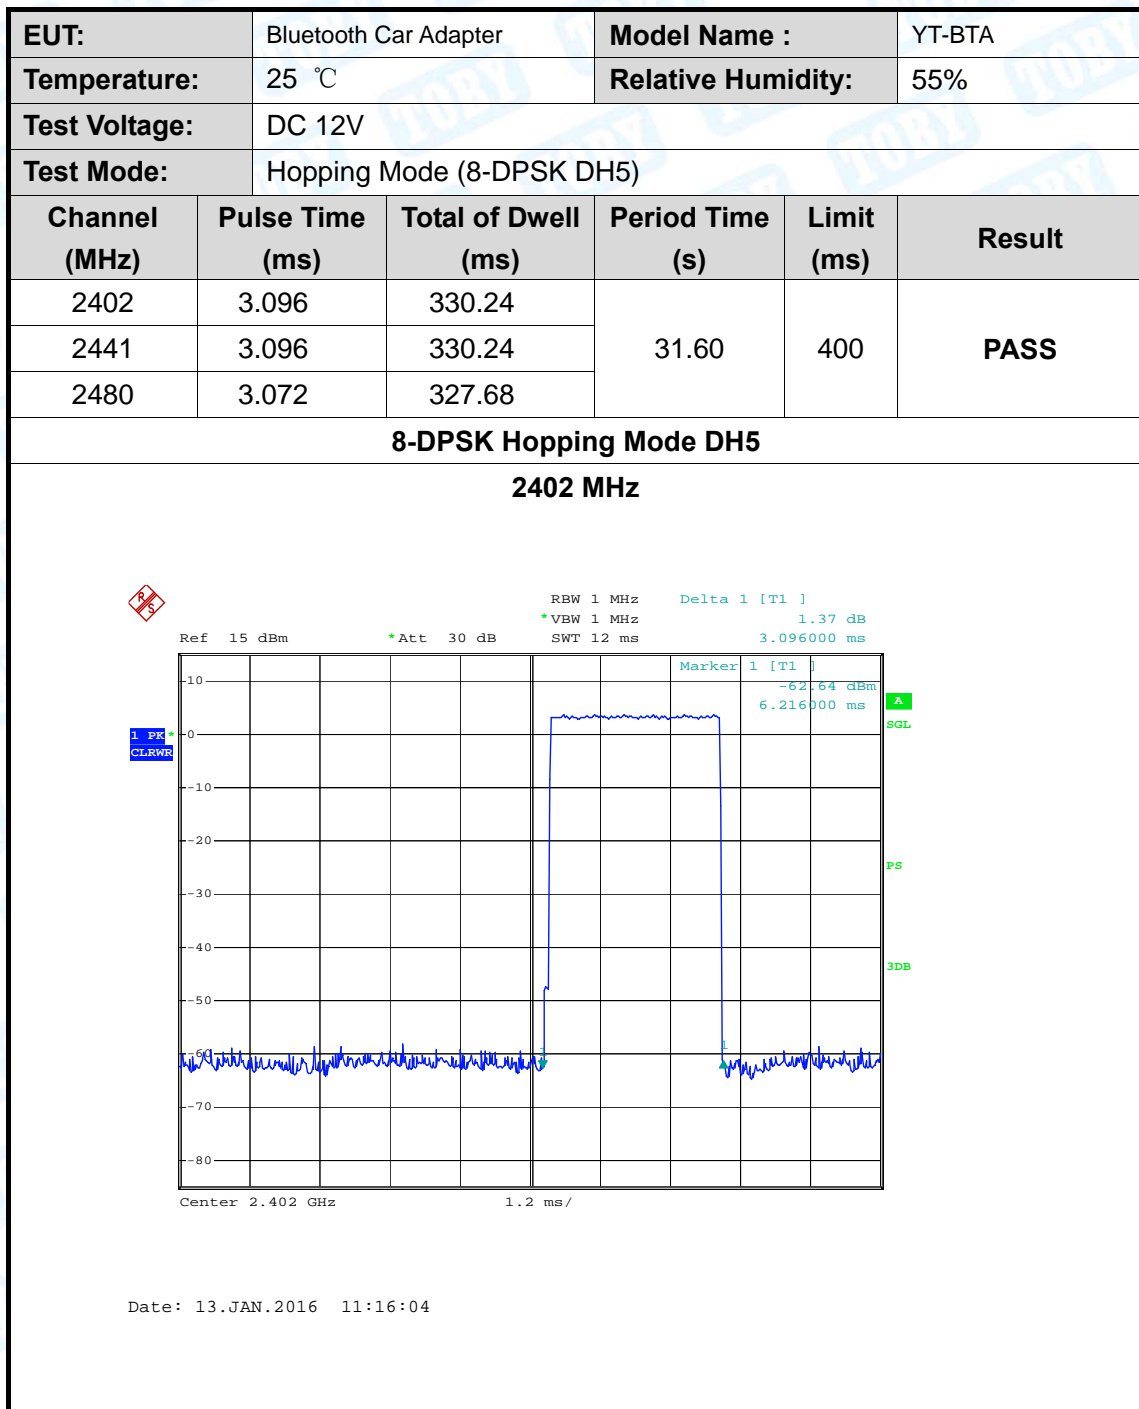 EUT: Bluetooth Car Adapter Model Name : YT-BTA
Temperature: 25 ℃ Relative Humidity: 55%
Test Voltage: DC 12V
Test Mode: Hopping Mode (8-DPSK DH5)
Channel (MHz) Pulse Time (ms) Total of Dwell (ms) Period Time (s) Limit (ms) Result
2402 3.096 330.24
2441 3.096 330.24 31.60 400 PASS
2480 3.072 327.68
8-DPSK Hopping Mode DH5
2402 MHz
R S
RBW 1 MHz Delta 1 [T1 ]
*VBW 1 MHz 1.37 dB
Ref 15 dBm *Att 30 dB SWT 12 ms 3.096000 ms
Marker 1 [T1 ]
10 -62.64 dBm
A
6.216000 ms
SGL
1 PK* 0
CLRWR
-10
-20
PS
-30
-40
3DB
-50
1 1
-60
-70
-80
Center 2.402 GHz 1.2 ms/
Date: 13.JAN.2016 11:16:04
TOBY